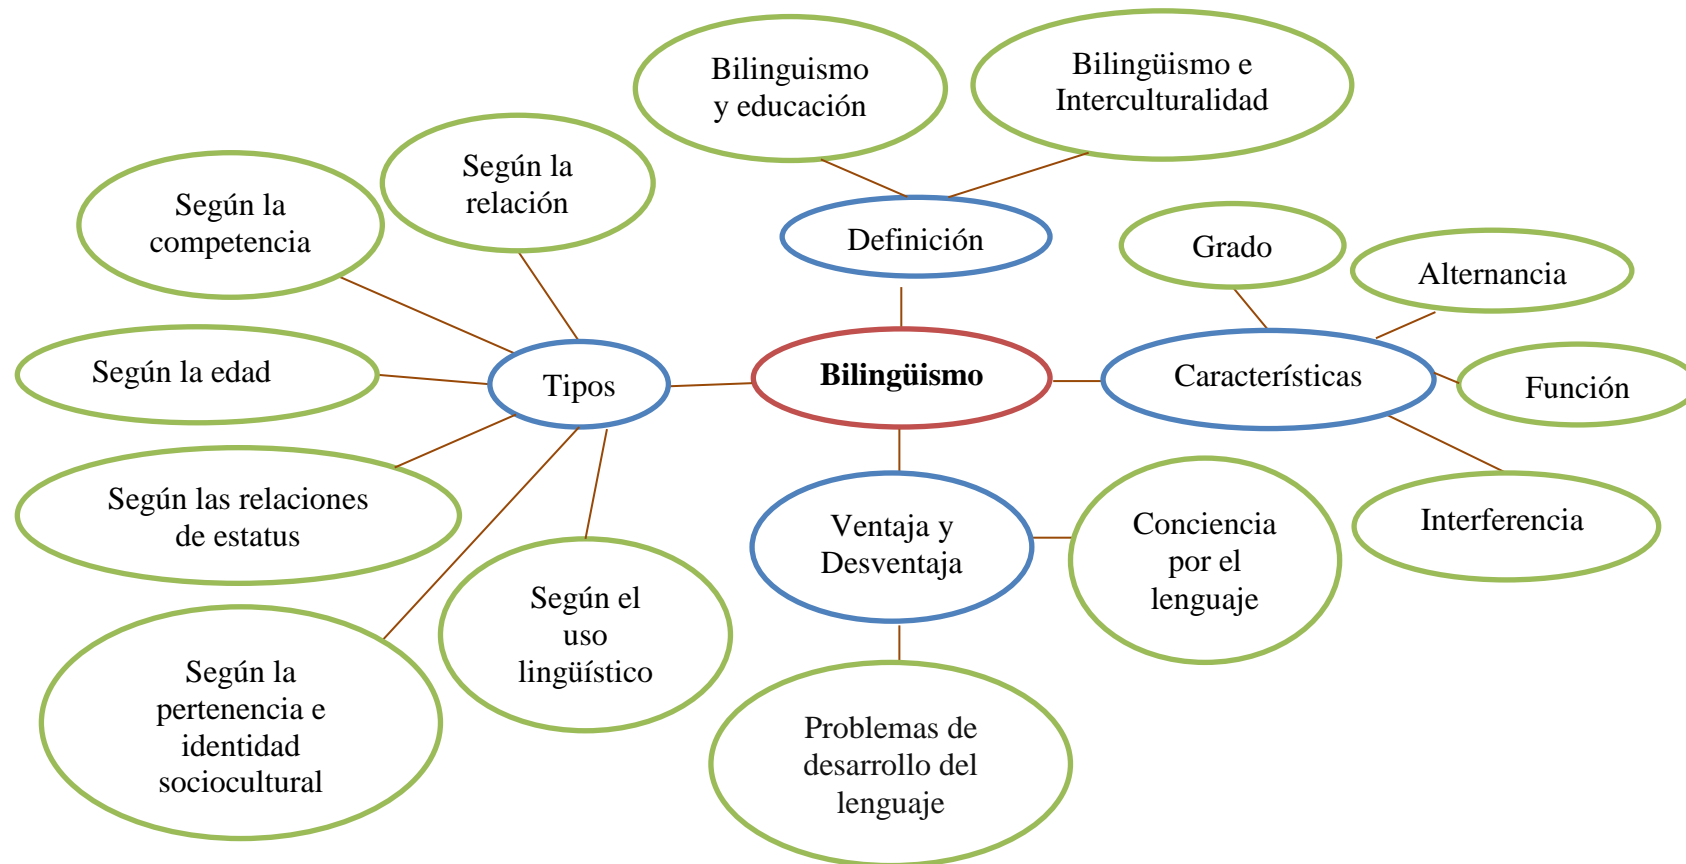 Bilinguismo
y educación
Bilingüismo e
Interculturalidad
Según la
relación
Según la
competencia
Definición
Grado
Alternancia
Según la edad
Tipos
Bilingüismo
Características
Función
Según las relaciones
de estatus
Ventaja y
Desventaja
Conciencia
por el
lenguaje
Interferencia
Según el
uso
lingüístico
Según la
pertenencia e
identidad
sociocultural
Problemas de
desarrollo del
lenguaje